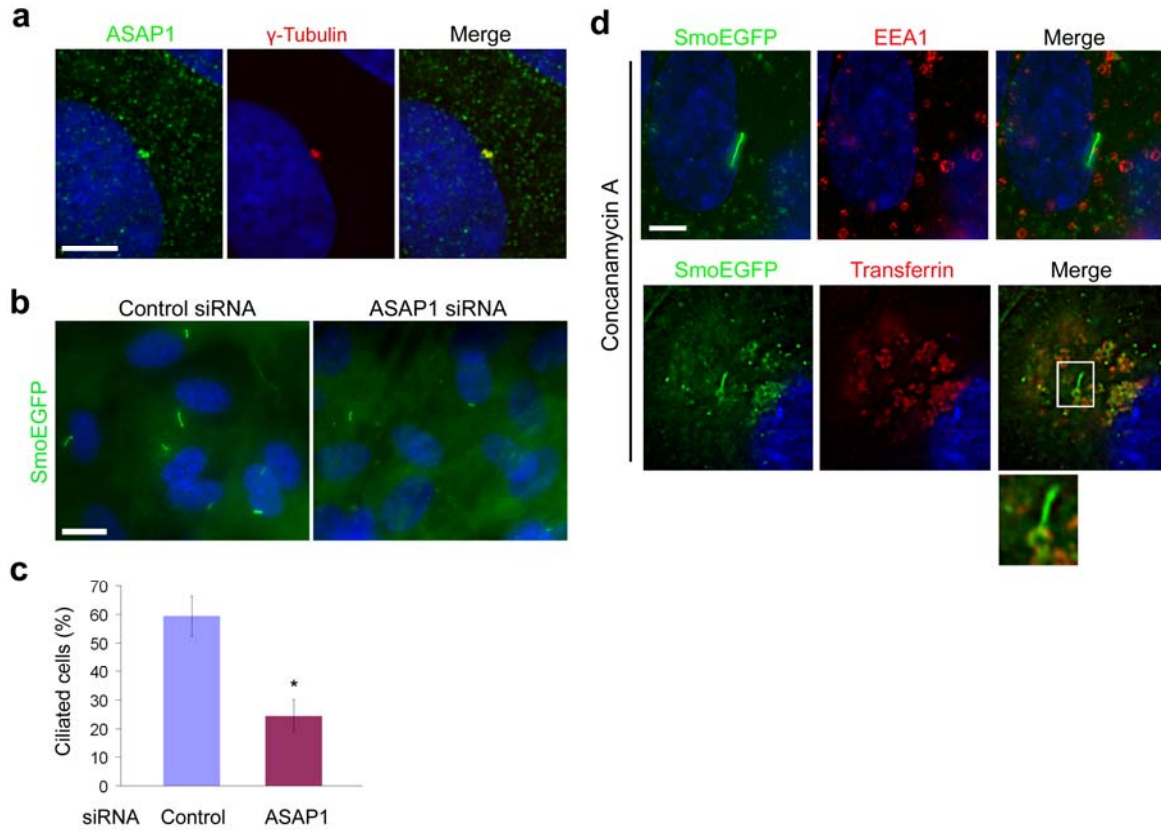 a
ASAP1 γ-Tubulin Merge
b
Control siRNA ASAP1 siRNA
SmoEGFP
c
Ciliated cells (%)
70
60
50
40
30
20
10
0
*
siRNA Control ASAP1
d
SmoEGFP EEA1 Merge
Concanamycin A
SmoEGFP Transferrin Merge